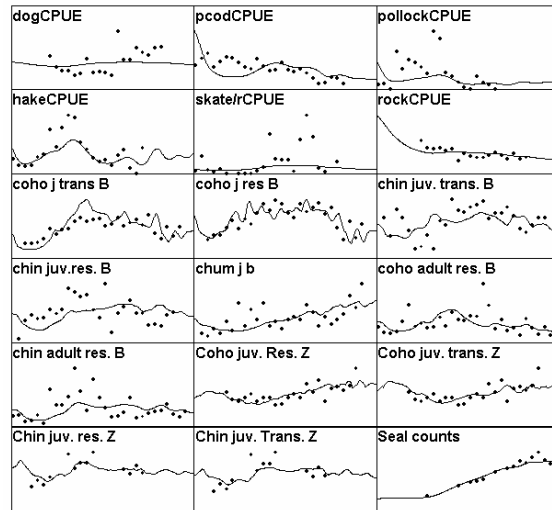 dogCPUE
pcodCPUE
pollockCPUE
hakeCPUE
skate/rCPUE
rockCPUE
coho j trans B
coho j res B
chin juv. trans. B
chin juv.res. B
chum j b
coho adult res. B
chin adult res. B
Coho juv. Res. Z
Coho juv. trans. Z
Chin juv. res. Z
Chin juv. Trans. Z
Seal counts